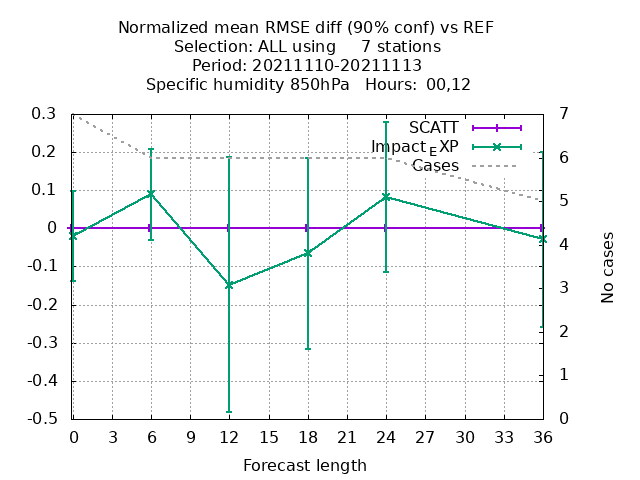 Normalized mean RMSE diff (90% conf) vs REF
Selection: ALL using 7 stations
Period: 20211110-20211113
Specific humidity 850hPa Hours: 00,12
0.3
0.2
0.1
0
-0.1
-0.2
-0.3
-0.4
-0.5
SCATT
Impact_EXP
Cases
7
6
5
4
3
2
1
0
No cases
0 3 6 9 12 15 18 21 24 27 30 33 36
Forecast length